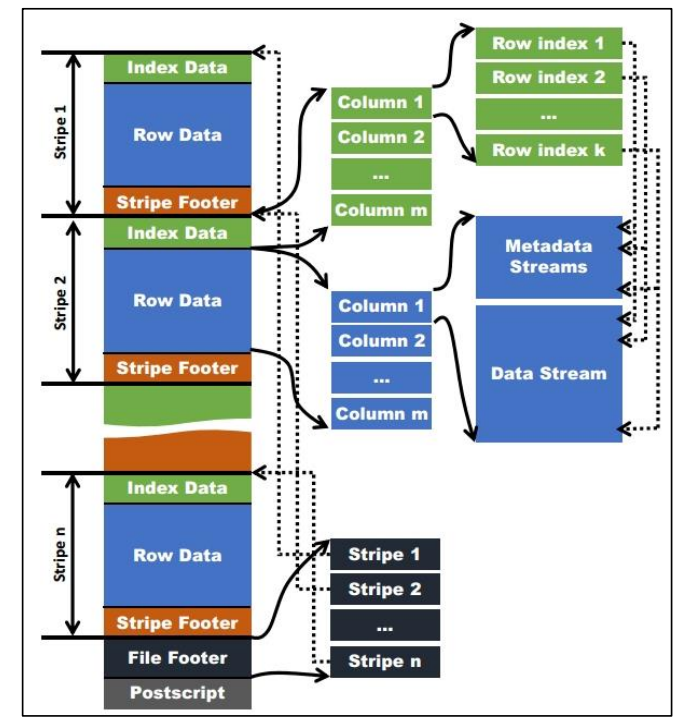 Stripe 1
Index Data
Row Data
Stripe Footer
Stripe 2
Index Data
Row Data
Stripe Footer
Stripe n
Index Data
Row Data
Stripe Footer
File Footer
Postscript
Column 1
Column 2
...
Column m
Row index 1
Row index 2
...
Row index k
Column 1
Column 2
...
Column m
Metadata
Streams
Data Stream
Stripe 1
Stripe 2
...
Stripe n